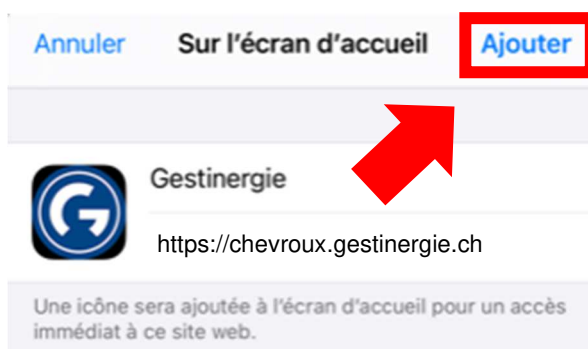 Annuler Sur l'écran d'accueil Ajouter
G
Gestinergie
https://chevroux.gestinergie.ch
Une icône sera ajoutée à l'écran d'accueil pour un accès
immédiat à ce site web.